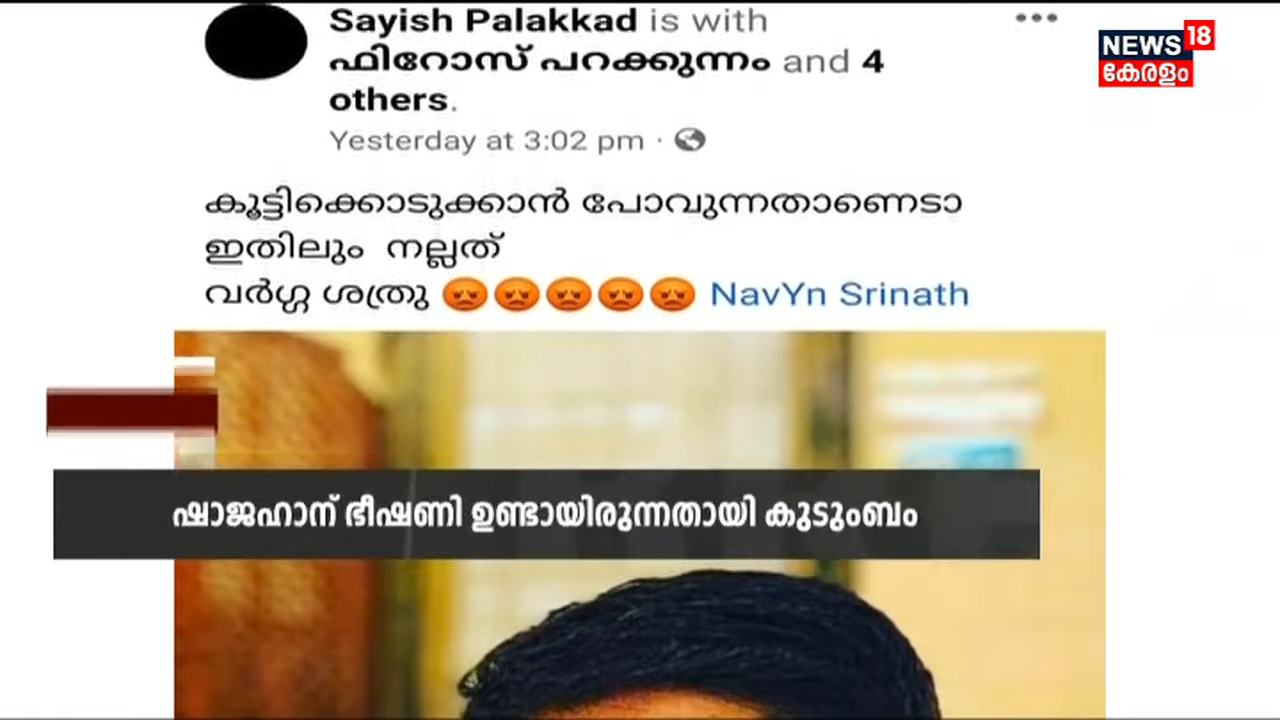 Sayish Palakkad is with
ഫിറോസ് പറക്കുന്നം and 4
others.
Yesterday at 3:02 pm ·
NEWS 18
കേരളം
കൂട്ടിക്കൊടുക്കാൻ പോവുന്നതാണെടാ
ഇതിലും നല്ലത്
വർഗ്ഗ ശത്രു 😡😡😡😡😡 NavYn Srinath
ഷാജഹാന് ഭീഷണി ഉണ്ടായിരുന്നതായി കുടുംബം